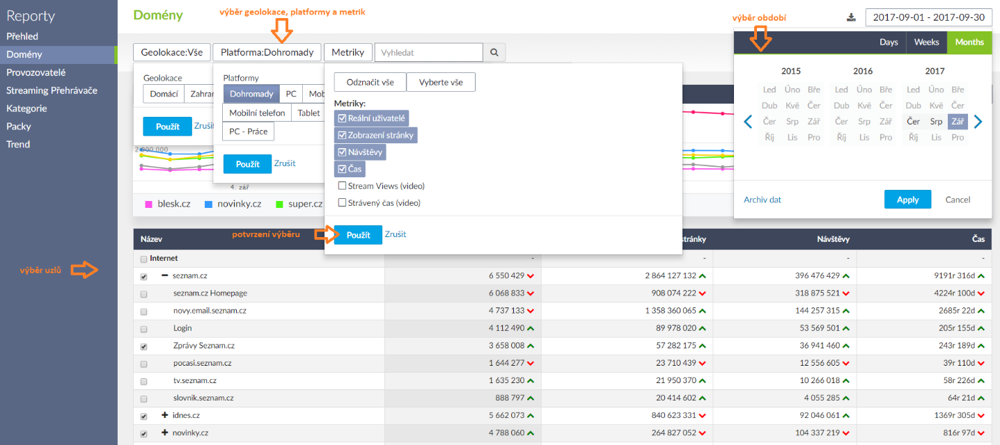 Reporty
Přehled
Domény
Provozovatelé
Streaming Přehrávače
Kategorie
Packy
Trend
Domény
výběr geolokace, platformy a metrik
výběr období
2017-09-01 - 2017-09-30
Geolokace:Vše Platforma:Dohromady Metriky Vyhledat
Geolokace
Domácí Zahran
Použít Zrušit
Platformy
Dohromady PC Mob
Mobilní telefon Tablet
PC - Práce
Použít Zrušit
Odznačit vše Vyberte vše
Metriky:
Reální uživatelé
Zobrazení stránky
Návštěvy
Čas
Stream Views (video)
Strávený čas (video)
potvrzení výběru
Použít Zrušit
Days Weeks Months
2015 2016 2017
Led Úno Bře Led Úno Bře Led Úno Bře
Dub Kvě Čer Dub Kvě Čer Dub Kvě Čer
Čer Srp Zář Čer Srp Zář Čer Srp Zář
Říj Lis Pro Říj Lis Pro Říj Lis Pro
Archiv dat Apply Cancel
2 000 000
4. zář
blesk.cz novinky.cz super.cz
Název stránky Návštěvy Čas
výběr uzlů
Internet - - - -
seznam.cz 6 550 429 2 864 127 132 396 476 429 9191r 316d
seznam.cz Homepage 6 068 833 908 074 222 318 875 521 4224r 100d
novy.email.seznam.cz 4 737 133 1 358 360 065 144 257 315 2685r 22d
Login 4 112 490 89 978 020 53 569 501 205r 155d
Zprávy Seznam.cz 3 658 008 57 282 175 36 941 460 243r 189d
pocasi.seznam.cz 1 644 277 23 710 439 12 556 605 39r 110d
tv.seznam.cz 1 635 230 21 950 370 10 266 018 58r 226d
slovnik.seznam.cz 888 797 20 414 602 4 055 285 64r 21d
idnes.cz 5 662 073 840 623 331 92 046 061 1369r 305d
novinky.cz 4 788 060 264 827 052 104 337 219 816r 97d